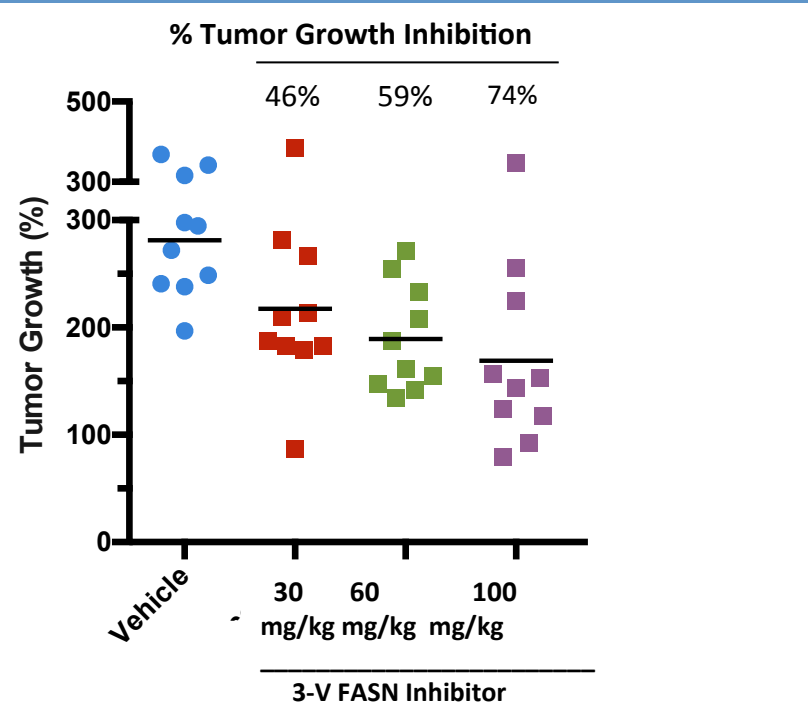 % Tumor Growth Inhibition
46% 59% 74%
500
300
300
200
100
0
Tumor Growth (%)
Vehicle
30 60 100
mg/kg mg/kg mg/kg
3-V FASN Inhibitor